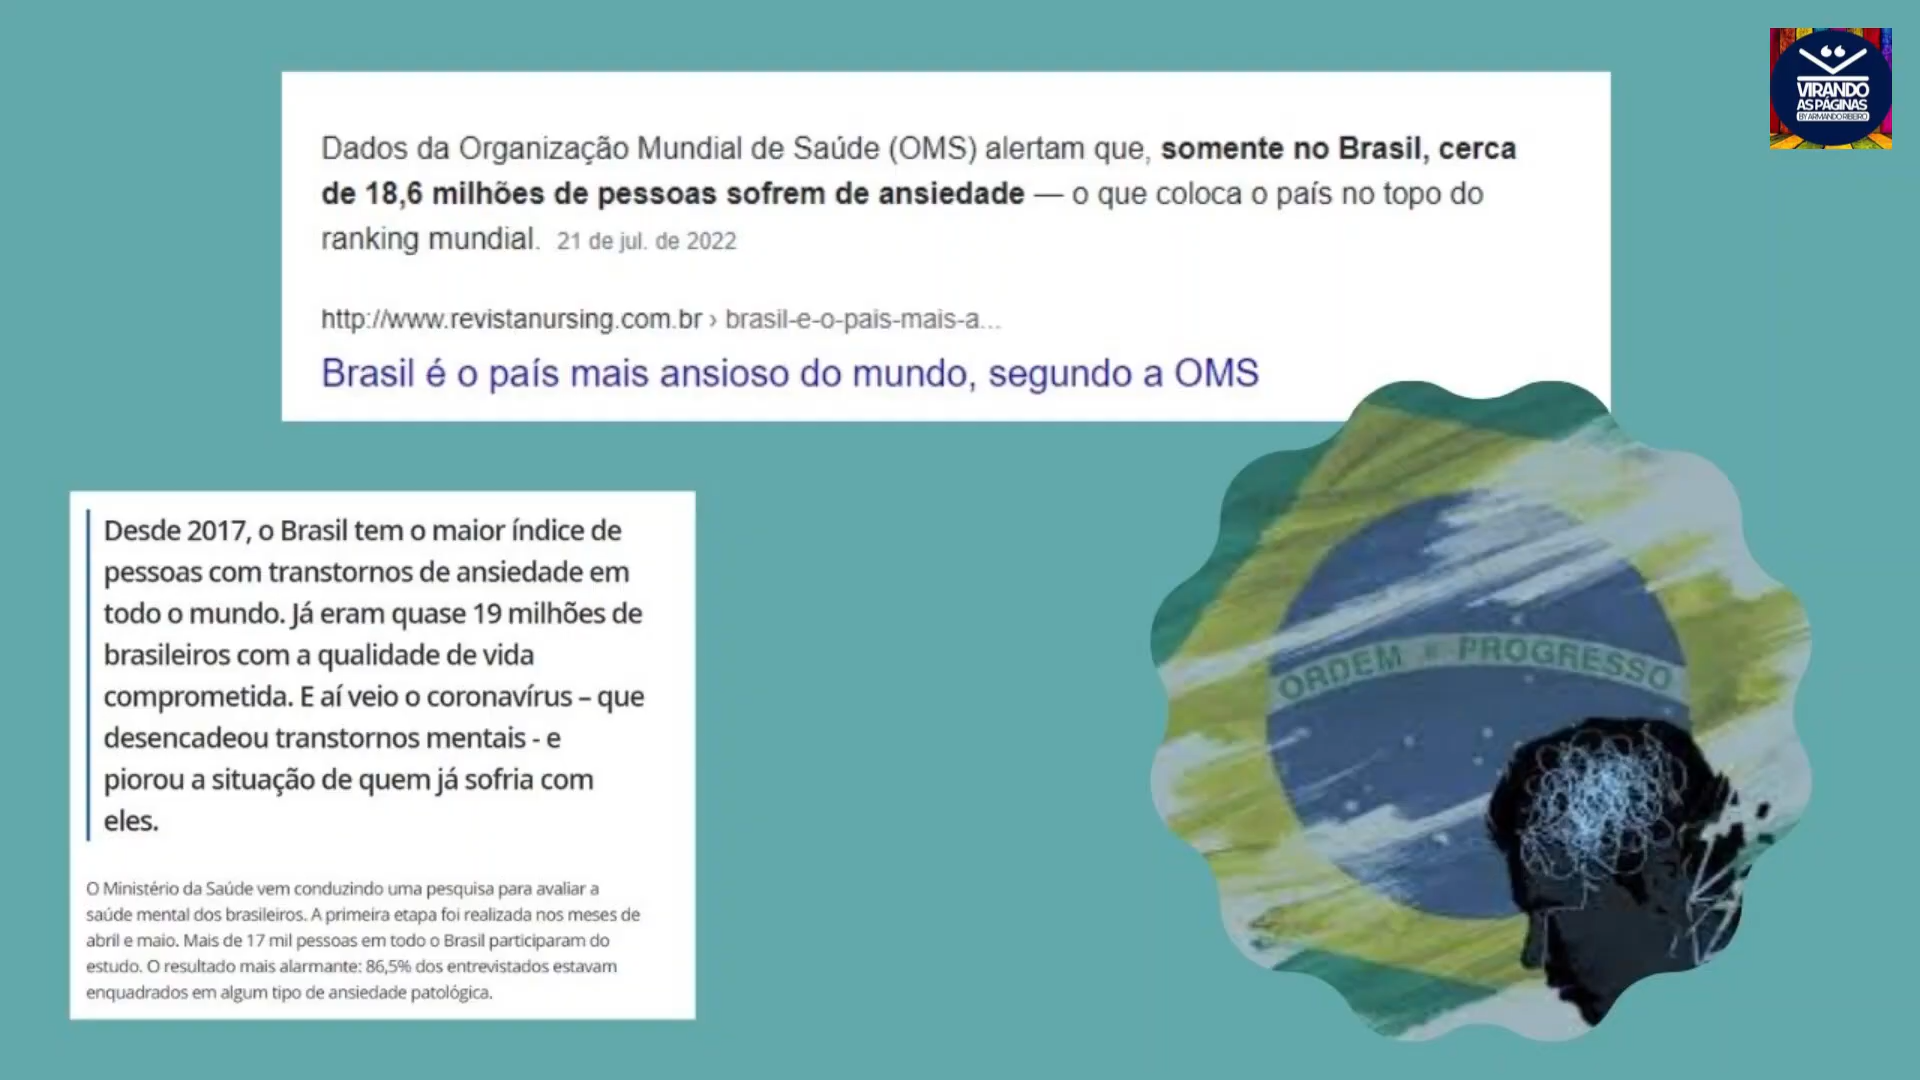 VIRANDO
AS PÁGINAS
BY ARMANDO RIBEIRO
Dados da Organização Mundial de Saúde (OMS) alertam que, somente no Brasil, cerca
de 18,6 milhões de pessoas sofrem de ansiedade — o que coloca o país no topo do
ranking mundial. 21 de jul. de 2022
http://www.revistanursing.com.br › brasil-e-o-pais-mais-a...
Brasil é o país mais ansioso do mundo, segundo a OMS
Desde 2017, o Brasil tem o maior índice de
pessoas com transtornos de ansiedade em
todo o mundo. Já eram quase 19 milhões de
brasileiros com a qualidade de vida
comprometida. E aí veio o coronavírus – que
desencadeou transtornos mentais - e
piorou a situação de quem já sofria com
eles.
O Ministério da Saúde vem conduzindo uma pesquisa para avaliar a
saúde mental dos brasileiros. A primeira etapa foi realizada nos meses de
abril e maio. Mais de 17 mil pessoas em todo o Brasil participaram do
estudo. O resultado mais alarmante: 86,5% dos entrevistados estavam
enquadrados em algum tipo de ansiedade patológica.
ORDEM E PROGRESSO